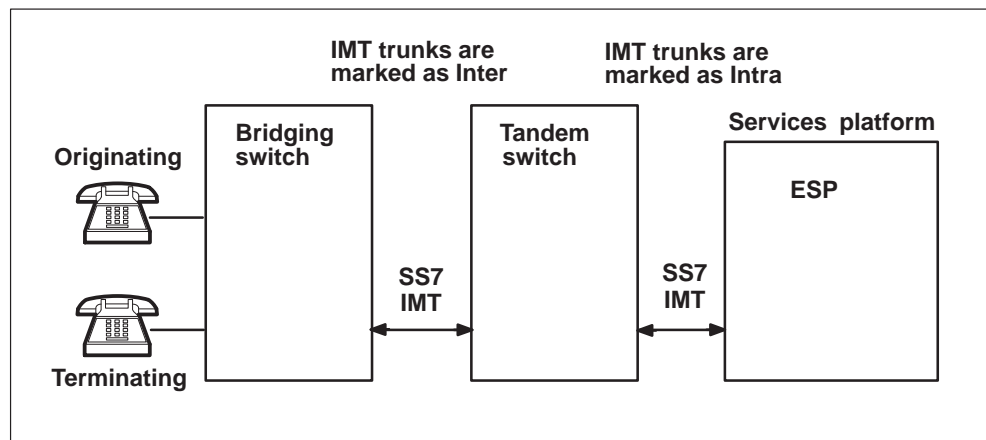 IMT trunks are
marked as Inter
IMT trunks are
marked as Intra
Services platform
Bridging
switch
Tandem
switch
Originating
ESP
SS7
IMT
SS7
IMT
Terminating